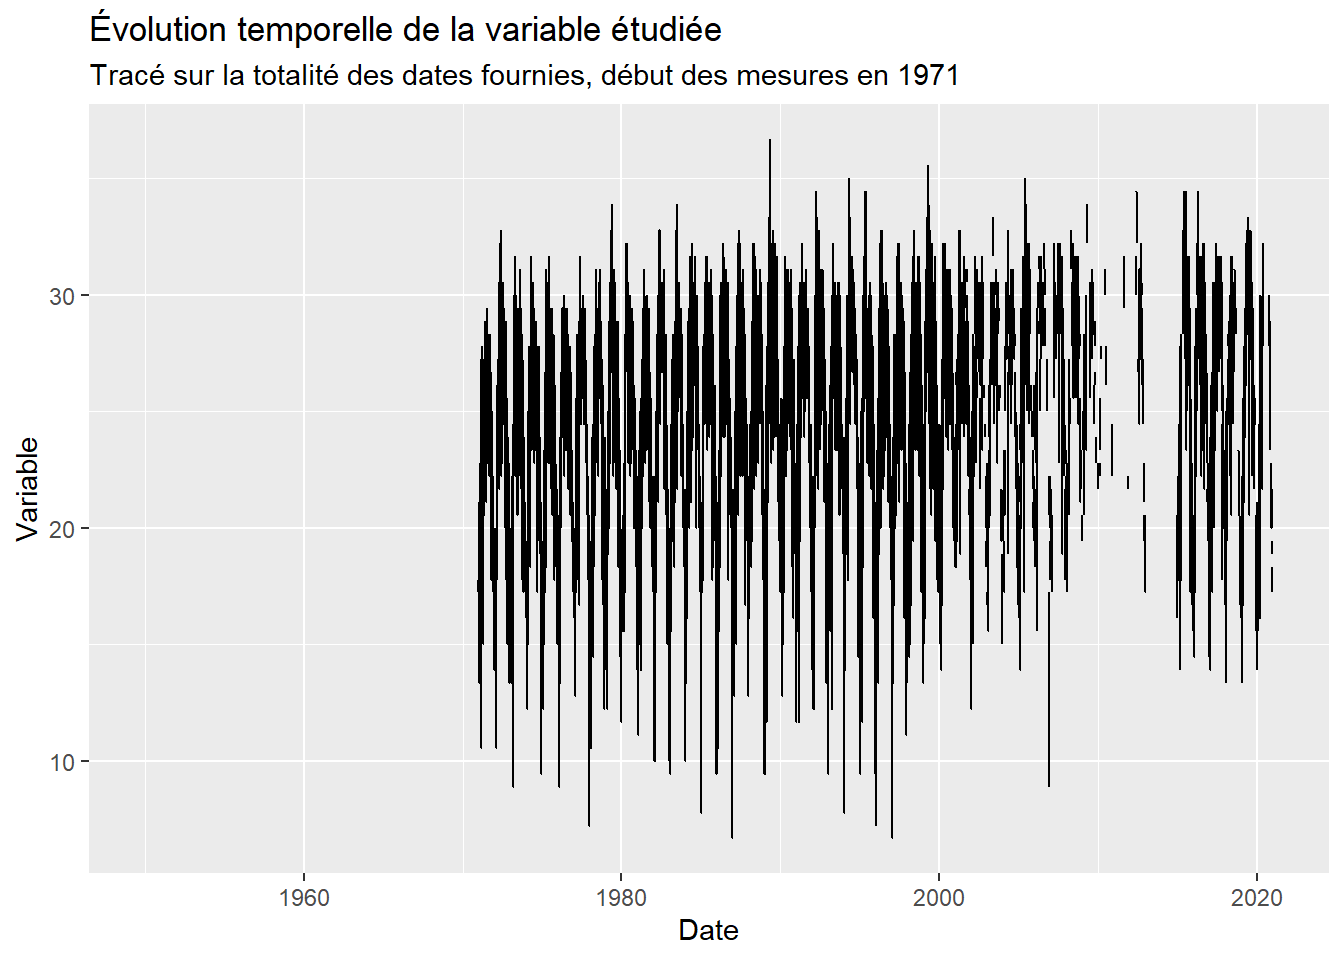 Évolution temporelle de la variable étudiée
Tracé sur la totalité des dates fournies, début des mesures en 1971
Variable
30
20
10
1960
1980
2000
2020
Date